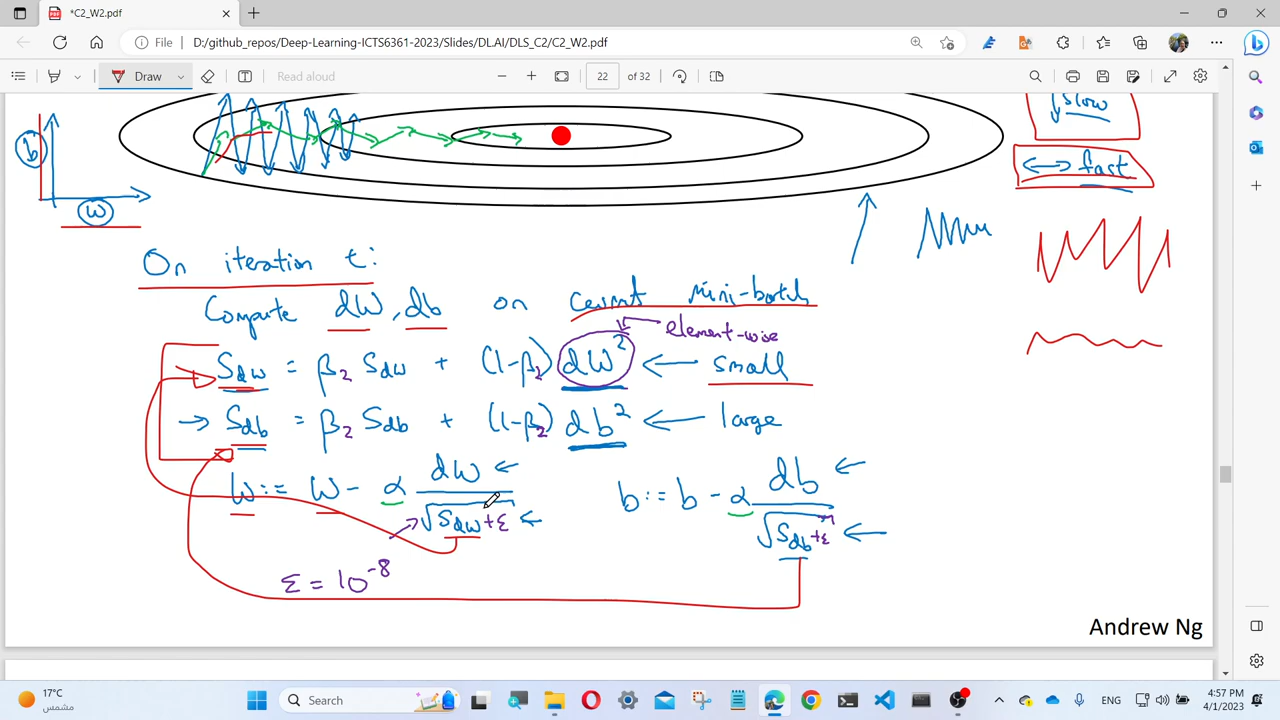 *C2_W2.pdf
File
D:/github_repos/Deep-Learning-ICTS6361-2023/Slides/DL.AI/DLS_C2/C2_W2.pdf
Draw
Read aloud
22 of 32
slow
b
fast
w
On iteration t:
Compute dW, db on current mini-batch
element-wise
Sdw = β2 Sdw + (1-β2) dW² ← small
→ Sdb = β2 Sdb + (1-β2) db² ← large
W := W - α dW / √Sdw+ε ←
b := b - α db / √Sdb+ε ←
ε = 10⁻⁸
Andrew Ng
17°C
مشمس
Search
ENG
4:57 PM
4/1/2023